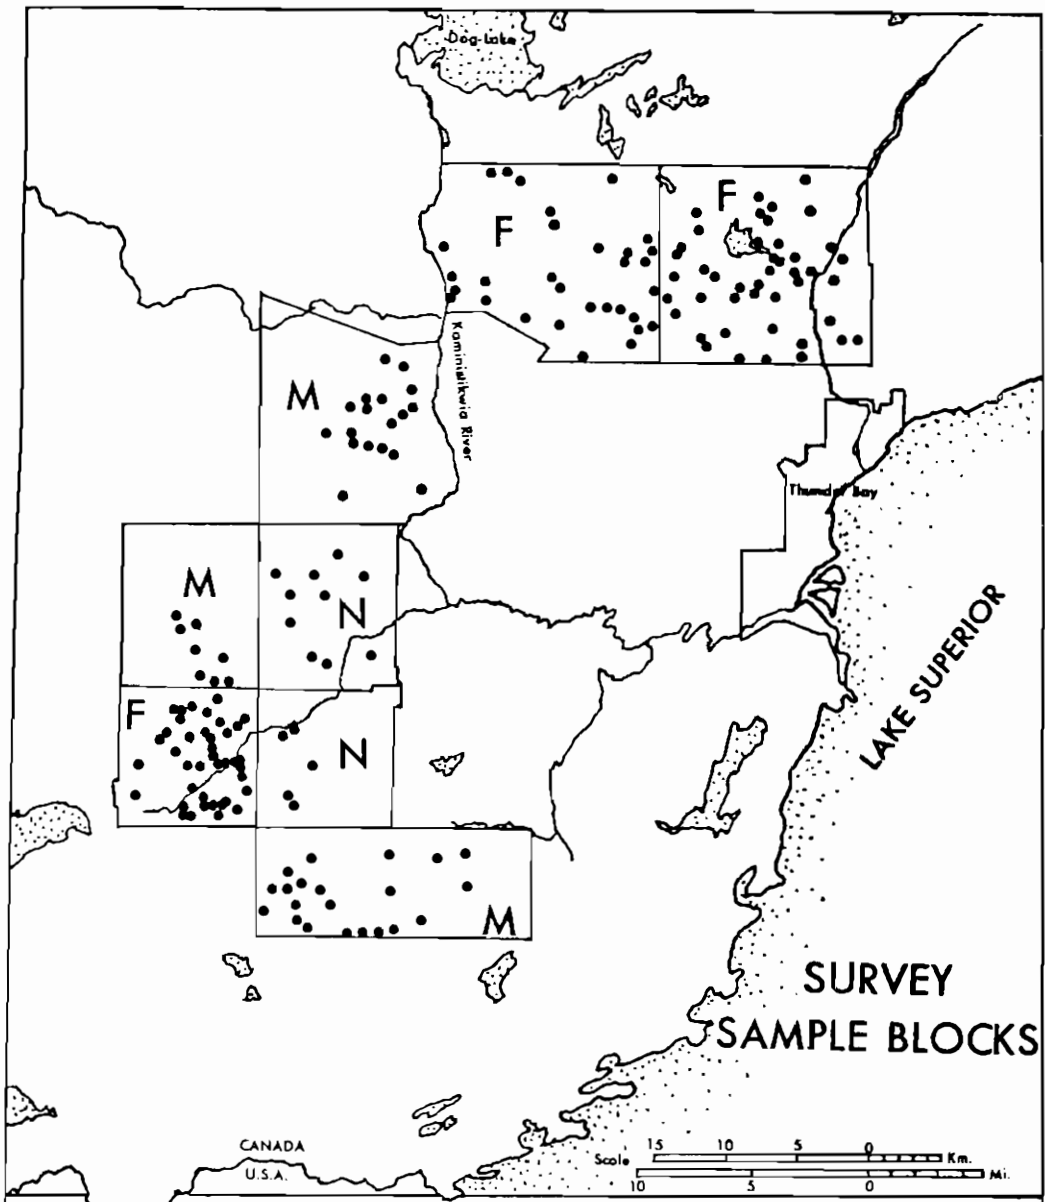 Dog Lake
F
F
Kaministikwia River
M
Thunder Bay
M
N
LAKE SUPERIOR
F
N
M
SURVEY
SAMPLE BLOCKS
CANADA
U.S.A.
Scale 15 10 5 0 Km.
10 5 0 Mi.